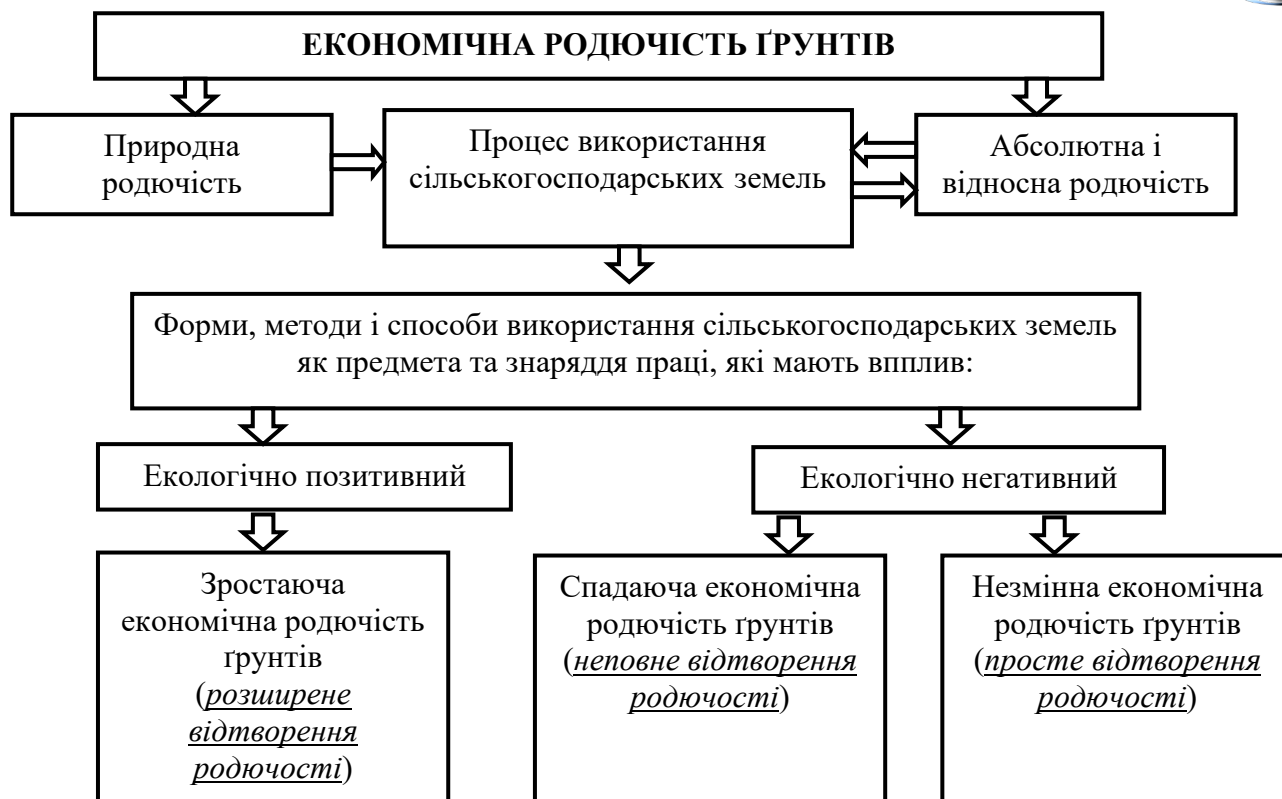 ЕКОНОМІЧНА РОДЮЧІСТЬ ҐРУНТІВ
Природна
родючість
Процес використання
сільськогосподарських земель
Абсолютна і
відносна родючість
Форми, методи і способи використання сільськогосподарських земель
як предмета та знаряддя праці, які мають впплив:
Екологічно позитивний
Екологічно негативний
Зростаюча
економічна родючість
ґрунтів
(розширене
відтворення
родючості)
Спадаюча економічна
родючість ґрунтів
(неповне відтворення
родючості)
Незмінна економічна
родючість ґрунтів
(просте відтворення
родючості)